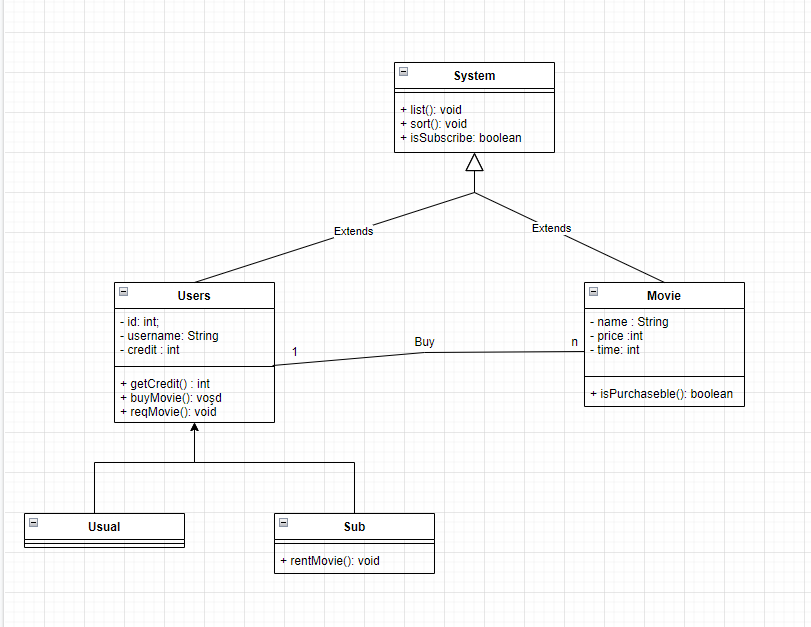 System
+ list(): void
+ sort(): void
+ isSubscribe: boolean
Extends
Extends
Users
- id: int;
- username: String
- credit : int
+ getCredit() : int
+ buyMovie(): voşd
+ reqMovie(): void
1
Buy
n
Movie
- name : String
- price :int
- time: int
+ isPurchaseble(): boolean
Usual
Sub
+ rentMovie(): void